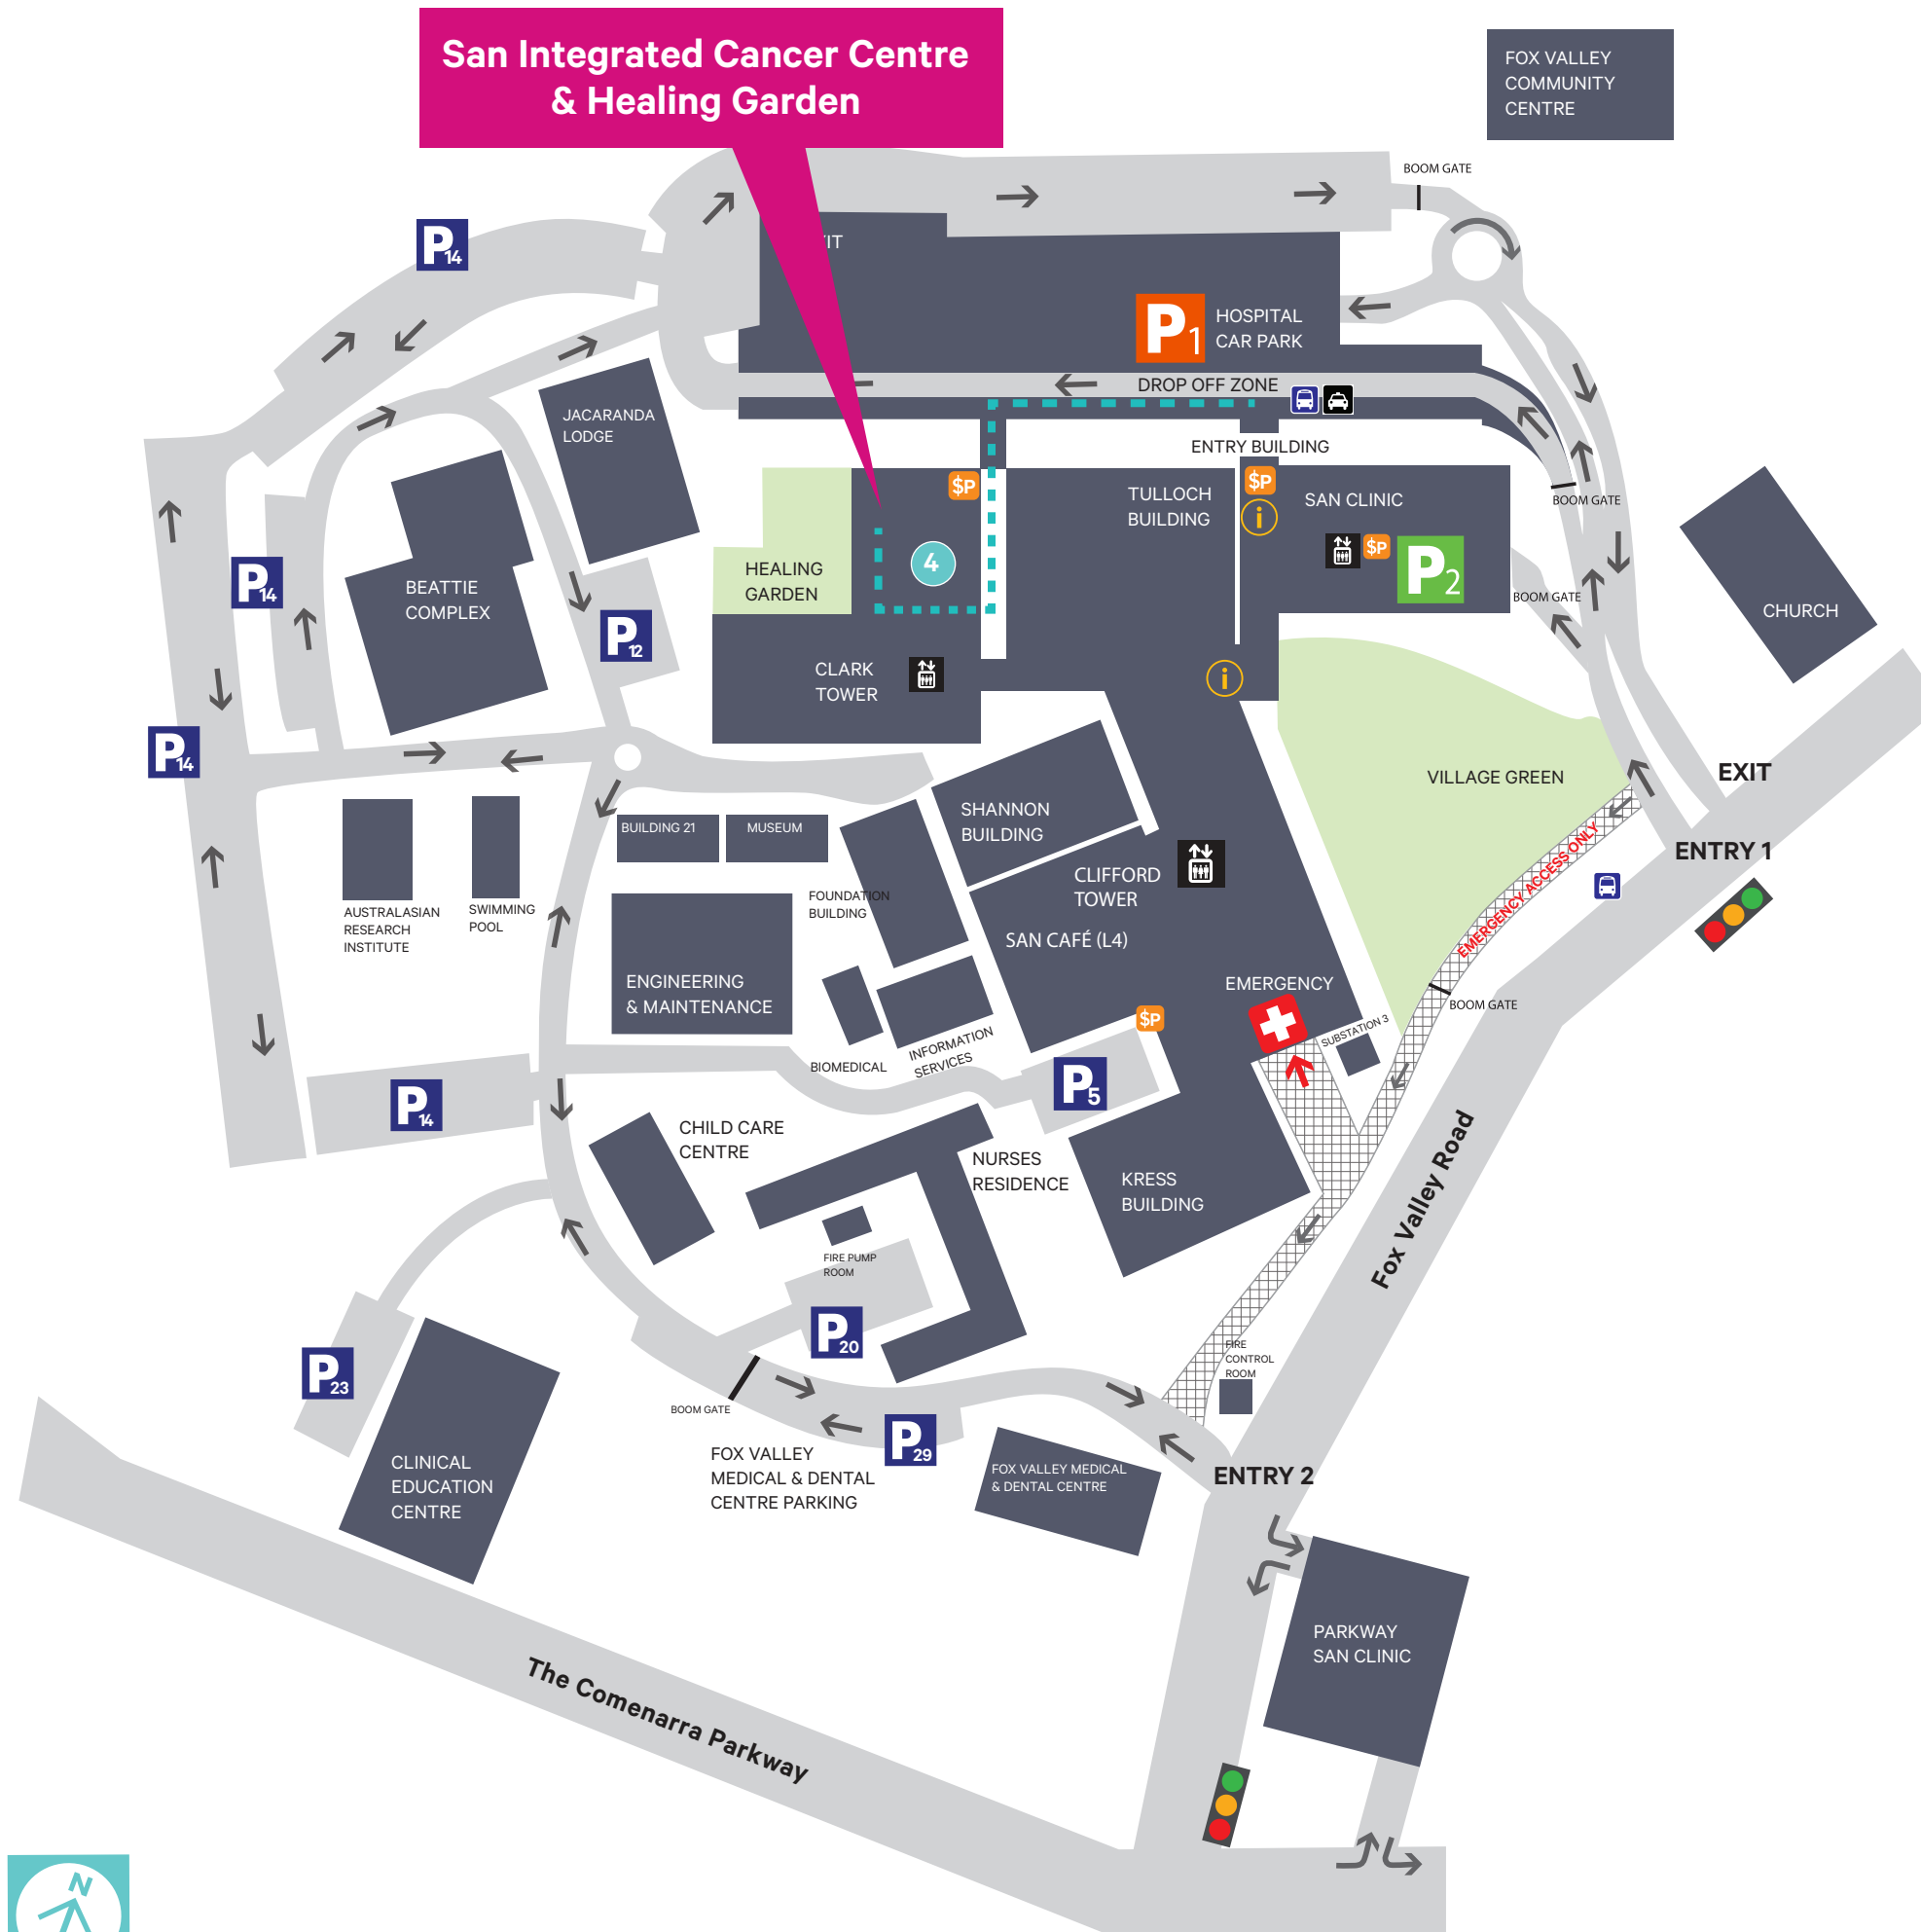 San Integrated Cancer Centre
& Healing Garden
FOX VALLEY
COMMUNITY
CENTRE
BOOM GATE
P14
IT
P1
HOSPITAL
CAR PARK
DROP OFF ZONE
JACARANDA
LODGE
ENTRY BUILDING
$P
TULLOCH
BUILDING
$P
i
SAN CLINIC
BOOM GATE
$P
P2
4
HEALING
GARDEN
P14
BEATTIE
COMPLEX
P12
BOOM GATE
CHURCH
CLARK
TOWER
i
P14
VILLAGE GREEN
EXIT
ENTRY 1
SHANNON
BUILDING
BUILDING 21
MUSEUM
CLIFFORD
TOWER
SAN CAFÉ (L4)
FOUNDATION
BUILDING
EMERGENCY ACCESS ONLY
AUSTRALASIAN
RESEARCH
INSTITUTE
SWIMMING
POOL
ENGINEERING
& MAINTENANCE
EMERGENCY
BOOM GATE
$P
SUBSTATION 3
BIOMEDICAL
INFORMATION
SERVICES
P5
P14
CHILD CARE
CENTRE
NURSES
RESIDENCE
KRESS
BUILDING
Fox Valley Road
FIRE PUMP
ROOM
P20
P23
FIRE
CONTROL
ROOM
BOOM GATE
P29
FOX VALLEY
MEDICAL & DENTAL
CENTRE PARKING
CLINICAL
EDUCATION
CENTRE
FOX VALLEY MEDICAL
& DENTAL CENTRE
ENTRY 2
PARKWAY
SAN CLINIC
The Comenarra Parkway
N